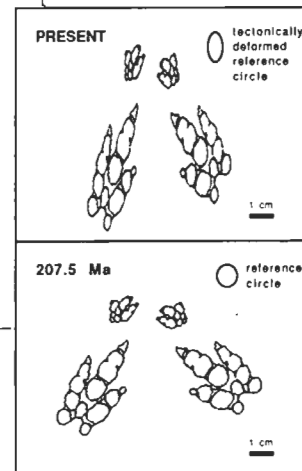 PRESENT
tectonically
deformed
reference
circle
1 cm
207.5 Ma
reference
circle
1 cm